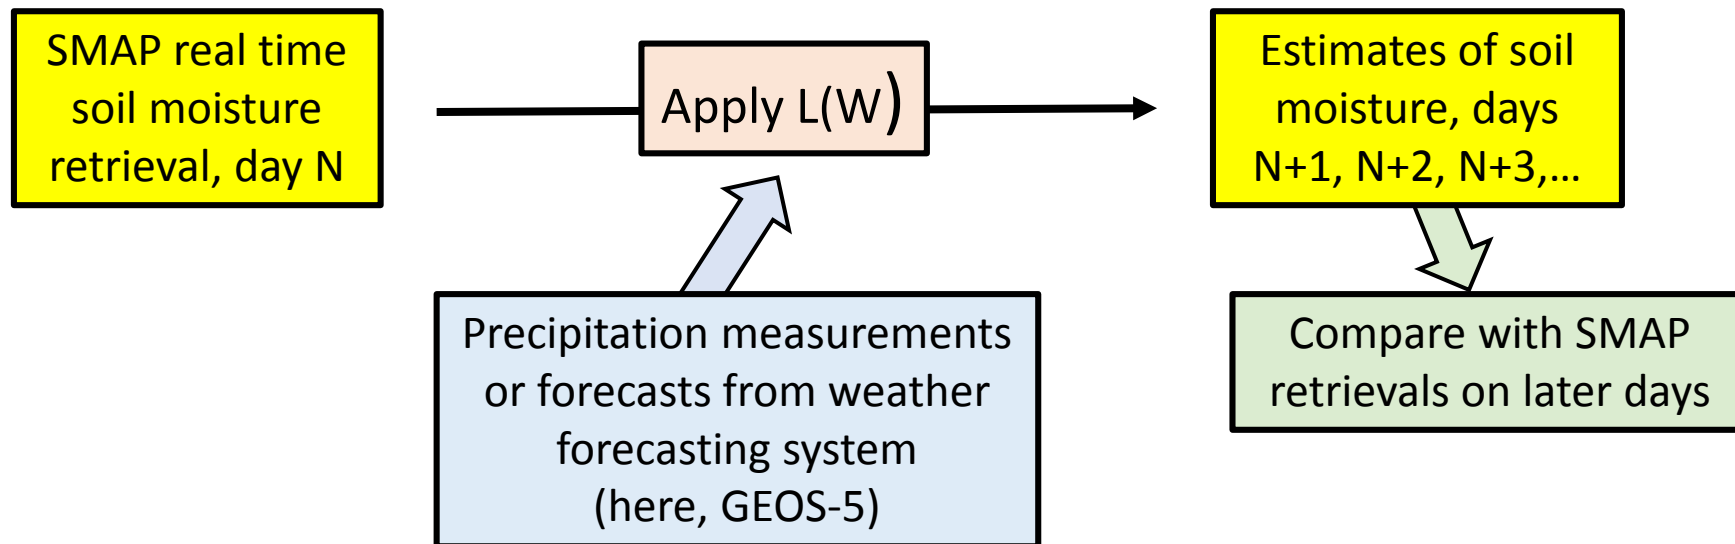 SMAP real time
soil moisture
retrieval, day N
Apply L(W)
Estimates of soil
moisture, days
N+1, N+2, N+3,...
Precipitation measurements
or forecasts from weather
forecasting system
(here, GEOS-5)
Compare with SMAP
retrievals on later days